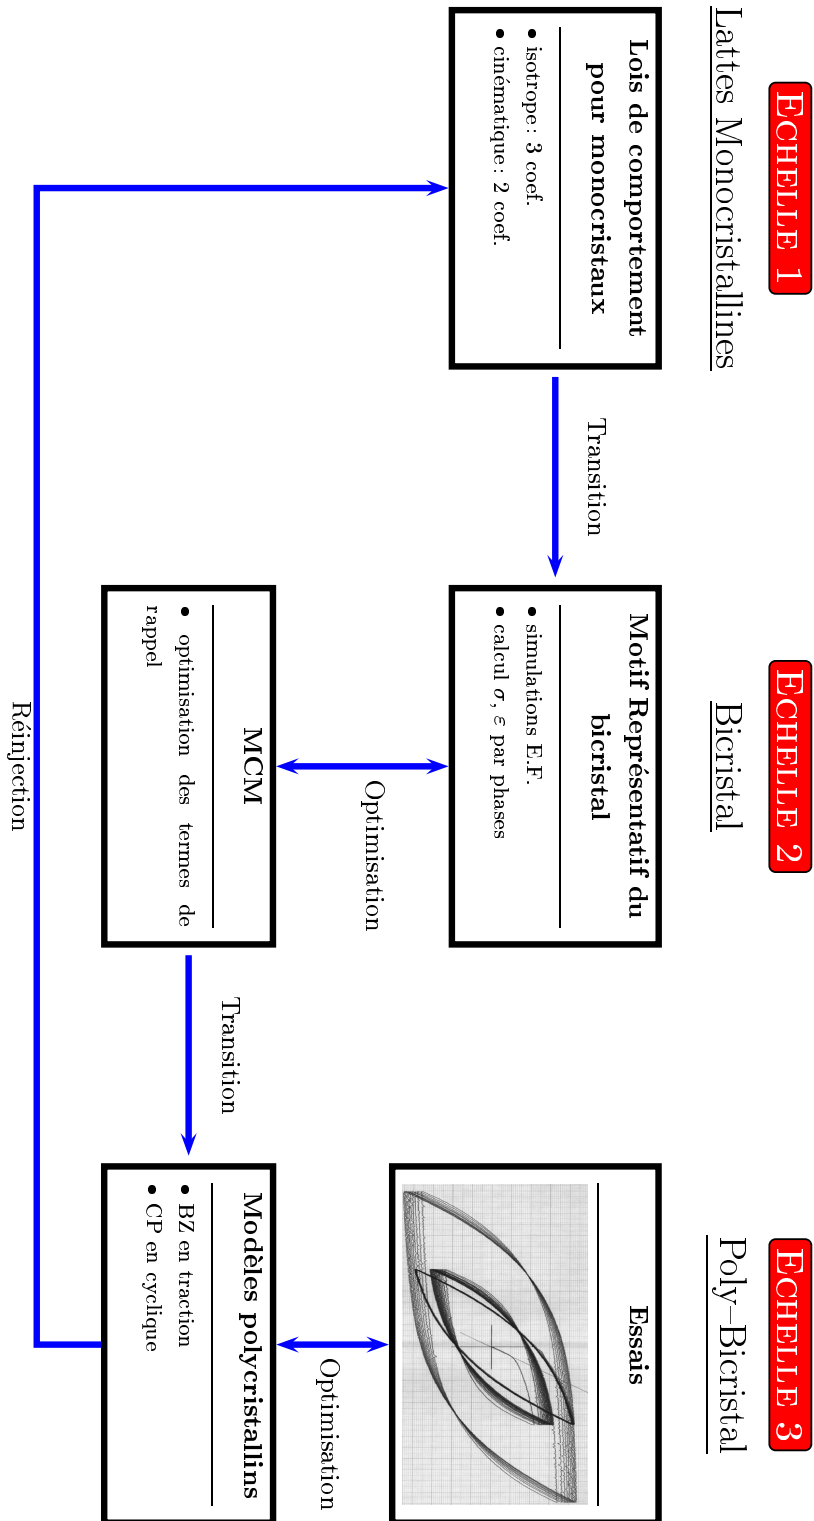 ECHELLE 1
Lattes Monocristallines
Lois de comportement
pour monocristaux
• isotrope : 3 coef.
• cinématique : 2 coef.
Transition
ECHELLE 2
Bicristal
Motif Représentatif du
bicristal
• simulations E.F.
• calcul σ, ε par phases
Optimisation
MCM
• optimisation des termes de
rappel
Transition
ECHELLE 3
Poly–Bicristal
Essais
Optimisation
Modèles polycristallins
• BZ en traction
• CP en cyclique
Réinjection